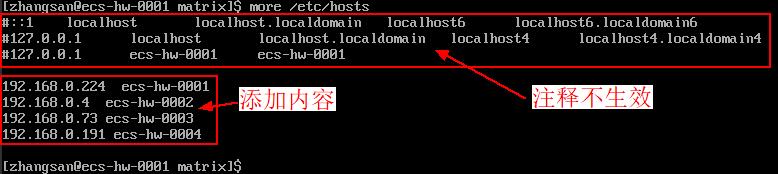 [zhangsan@ecs-hw-0001 matrix]$ more /etc/hosts
#::1 localhost localhost.localdomain localhost6 localhost6.localdomain6
#127.0.0.1 localhost localhost.localdomain localhost4 localhost4.localdomain4
#127.0.0.1 ecs-hw-0001 ecs-hw-0001
192.168.0.224 ecs-hw-0001
192.168.0.4 ecs-hw-0002
192.168.0.73 ecs-hw-0003
192.168.0.191 ecs-hw-0004
添加内容
注释不生效
[zhangsan@ecs-hw-0001 matrix]$